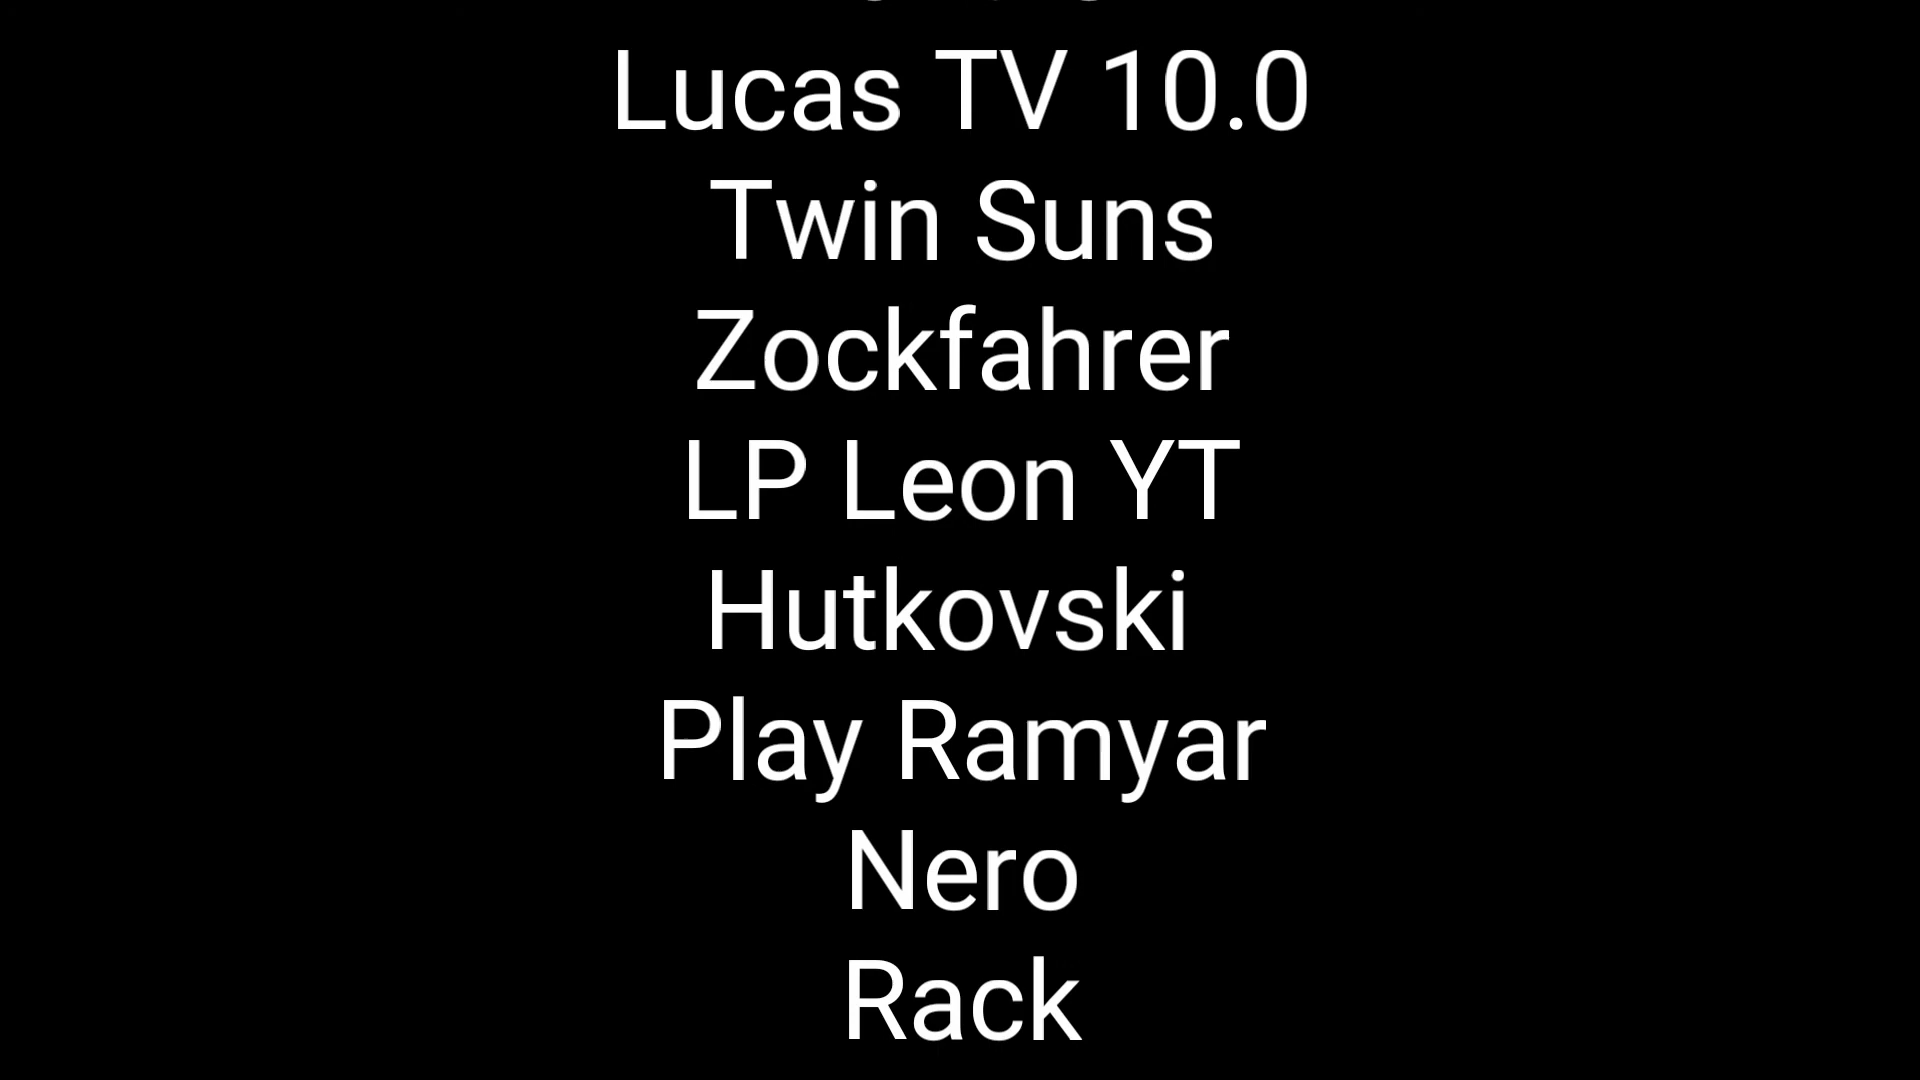 Lucas TV 10.0
Twin Suns
Zockfahrer
LP Leon YT
Hutkovski
Play Ramyar
Nero
Rack